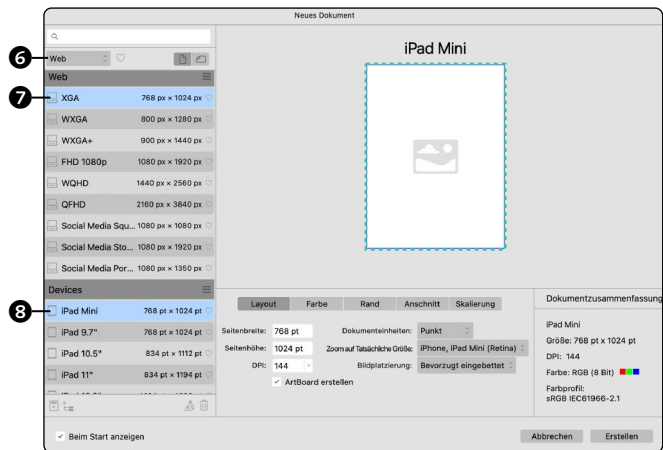 Neues Dokument
6
Web
Web
7
XGA 768 px × 1024 px
WXGA 800 px × 1280 px
WXGA+ 900 px × 1440 px
FHD 1080p 1080 px × 1920 px
WQHD 1440 px × 2560 px
QFHD 2160 px × 3840 px
Social Media Squ... 1080 px × 1080 px
Social Media Sto... 1080 px × 1920 px
Social Media Por... 1080 px × 1350 px
Devices
8
iPad Mini 768 pt × 1024 pt
iPad 9.7" 768 pt × 1024 pt
iPad 10.5" 834 pt × 1112 pt
iPad 11" 834 pt × 1194 pt
Beim Start anzeigen
iPad Mini
Layout Farbe Rand Anschnitt Skalierung
Seitenbreite: 768 pt Dokumenteinheiten: Punkt
Seitenhöhe: 1024 pt Zoom auf Tatsächliche Größe: iPhone, iPad Mini (Retina)
DPI: 144 Bildplatzierung: Bevorzugt eingebettet
ArtBoard erstellen
Dokumentzusammenfassung
iPad Mini
Größe: 768 pt x 1024 pt
DPI: 144
Farbe: RGB (8 Bit)
Farbprofil:
sRGB IEC61966-2.1
Abbrechen Erstellen